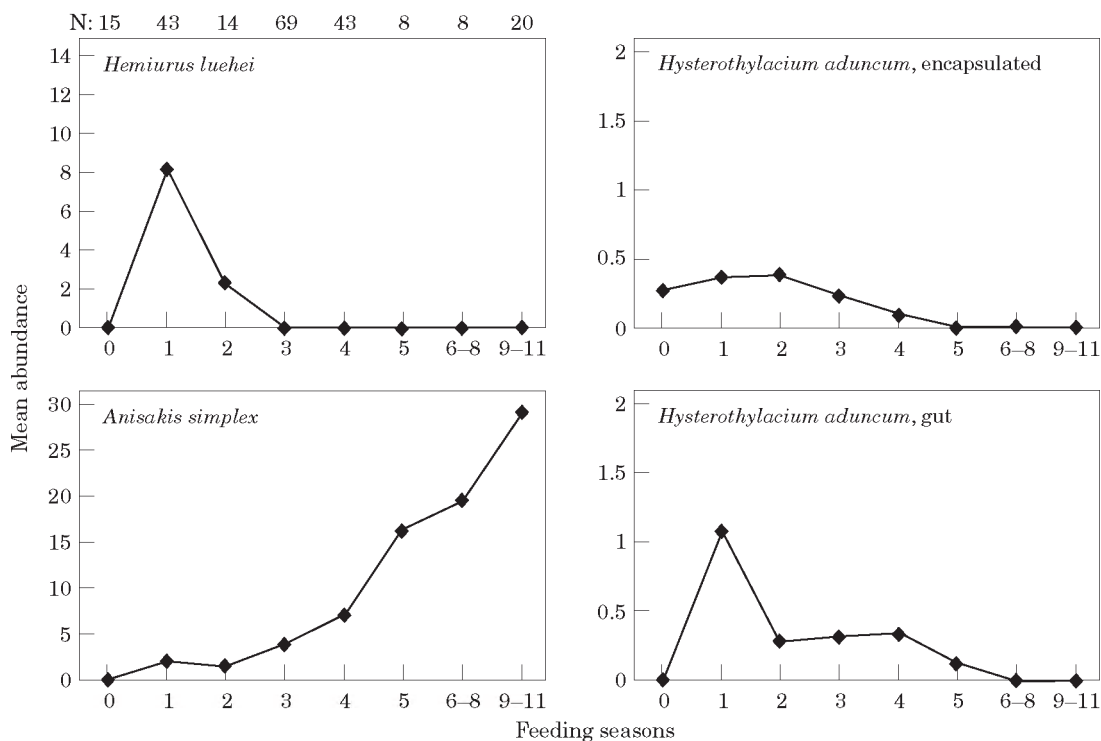 N: 15 43 14 69 43 8 8 20
Hemiurus luehei
14
12
10
8
6
4
2
0
0 1 2 3 4 5 6–8 9–11
Hysterothylacium aduncum, encapsulated
2
1.5
1
0.5
0
0 1 2 3 4 5 6–8 9–11
Mean abundance
Anisakis simplex
30
25
20
15
10
5
0
0 1 2 3 4 5 6–8 9–11
Hysterothylacium aduncum, gut
2
1.5
1
0.5
0
0 1 2 3 4 5 6–8 9–11
Feeding seasons